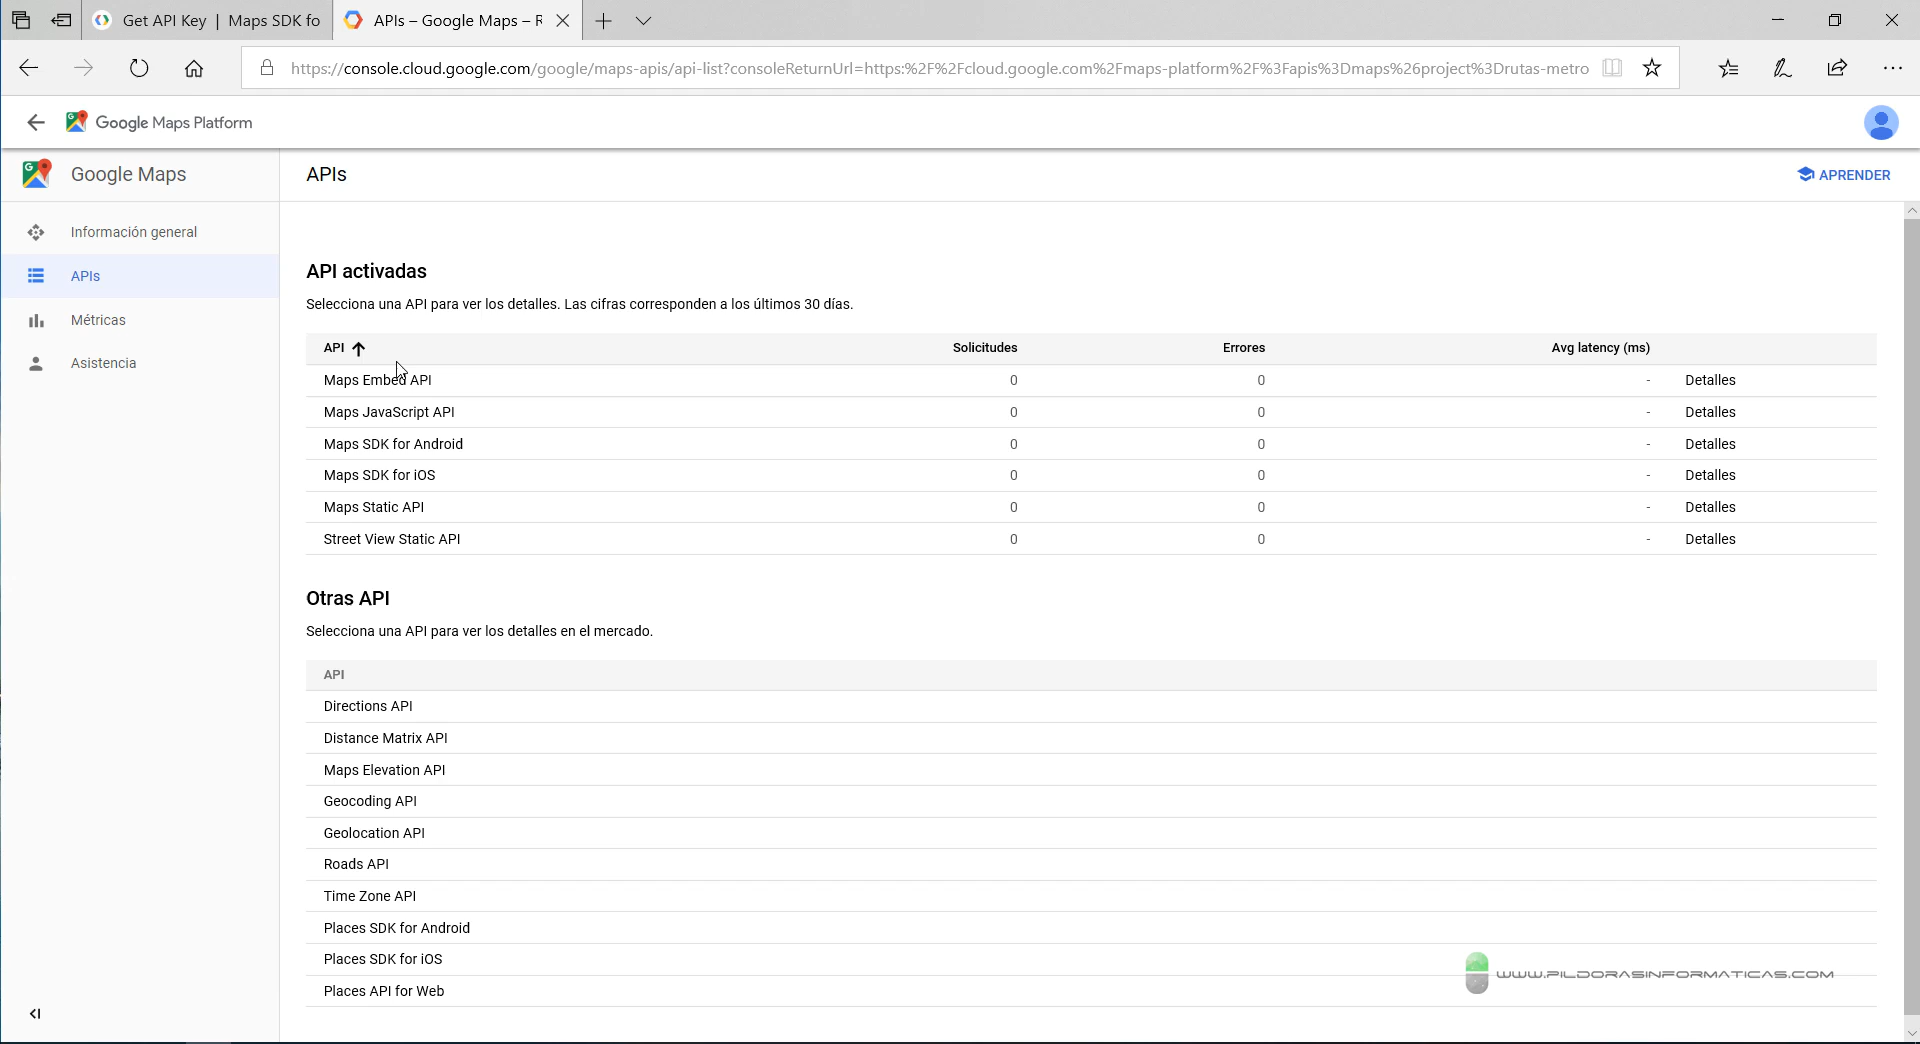 Get API Key | Maps SDK fo
APIs – Google Maps – R
https://console.cloud.google.com/google/maps-apis/api-list?consoleReturnUrl=https:%2F%2Fcloud.google.com%2Fmaps-platform%2F%3Fapis%3Dmaps%26project%3Drutas-metro
Google Maps Platform
Google Maps
APIs
APRENDER
Información general
APIs
Métricas
Asistencia
API activadas
Selecciona una API para ver los detalles. Las cifras corresponden a los últimos 30 días.
API Solicitudes Errores Avg latency (ms)
Maps Embed API 0 0 - Detalles
Maps JavaScript API 0 0 - Detalles
Maps SDK for Android 0 0 - Detalles
Maps SDK for iOS 0 0 - Detalles
Maps Static API 0 0 - Detalles
Street View Static API 0 0 - Detalles
Otras API
Selecciona una API para ver los detalles en el mercado.
API
Directions API
Distance Matrix API
Maps Elevation API
Geocoding API
Geolocation API
Roads API
Time Zone API
Places SDK for Android
Places SDK for iOS
Places API for Web
WWW.PILDORASINFORMATICAS.COM